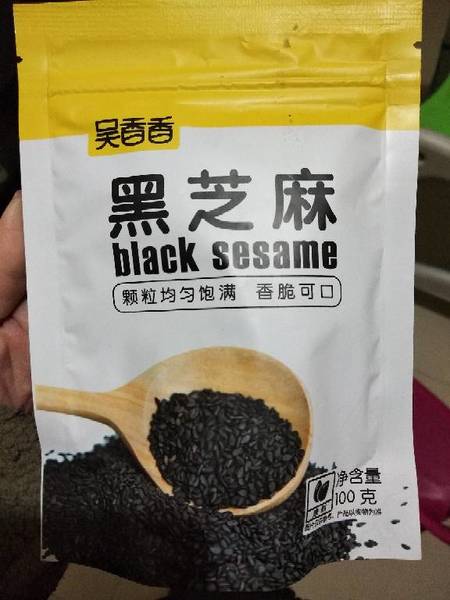 吴香香
黑芝麻
black sesame
颗粒均匀饱满 香脆可口
净含量
100 克